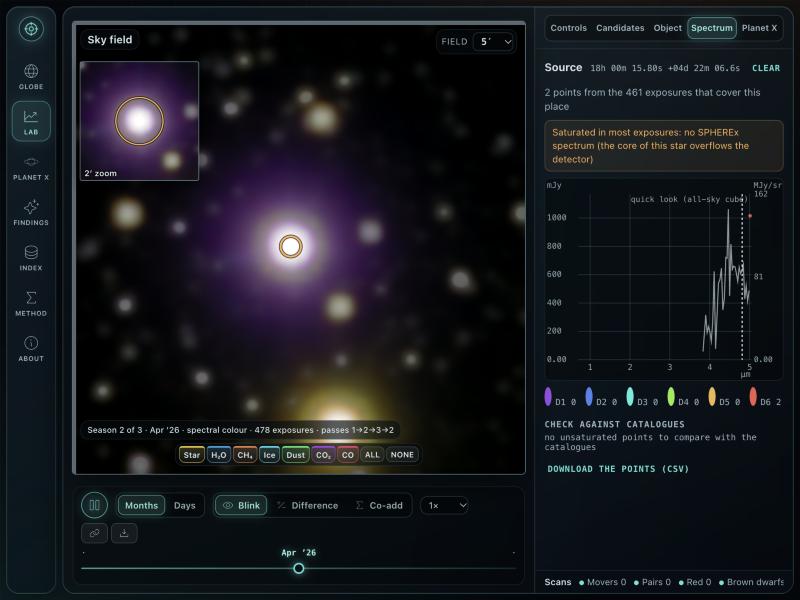 GLOBE
LAB
PLANET X
FINDINGS
INDEX
METHOD
ABOUT
Sky field
FIELD 5′
2′ zoom
Season 2 of 3 · Apr ’26 · spectral colour · 478 exposures · passes 1→2→3→2
Star H₂O CH₄ Ice Dust CO₂ CO ALL NONE
Months Days Blink Difference Co-add 1×
Apr ’26
Controls Candidates Object Spectrum Planet X
Source 18h 00m 15.80s +04d 22m 06.6s CLEAR
2 points from the 461 exposures that cover this
place
Saturated in most exposures: no SPHEREx
spectrum (the core of this star overflows the
detector)
mJy MJy/sr
162
quick look (all-sky cube)
1000
800
600 81
400
200
0.00 0.00
1 2 3 4 5
µm
D1 0 D2 0 D3 0 D4 0 D5 0 D6 2
CHECK AGAINST CATALOGUES
no unsaturated points to compare with the
catalogues
DOWNLOAD THE POINTS (CSV)
Scans Movers 0 Pairs 0 Red 0 Brown dwarfs